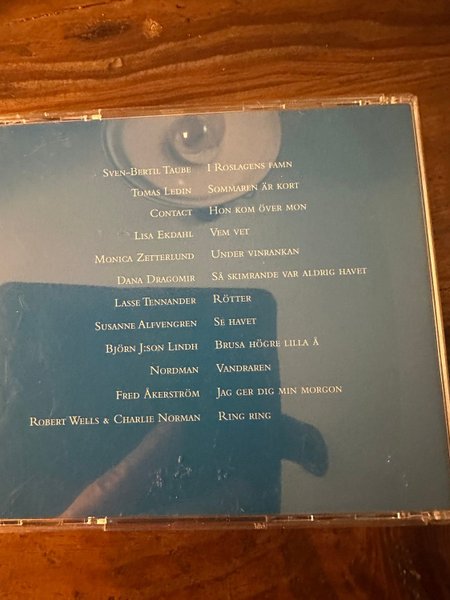 Sven-Bertil Taube I Roslagens famn
Tomas Ledin Sommaren är kort
Contact Hon kom över mon
Lisa Ekdahl Vem vet
Monica Zetterlund Under vinrankan
Dana Dragomir Så skimrande var aldrig havet
Lasse Tennander Rötter
Susanne Alfvengren Se havet
Björn J:son Lindh Brusa högre lilla å
Nordman Vandraren
Fred Åkerström Jag ger dig min morgon
Robert Wells & Charlie Norman Ring ring